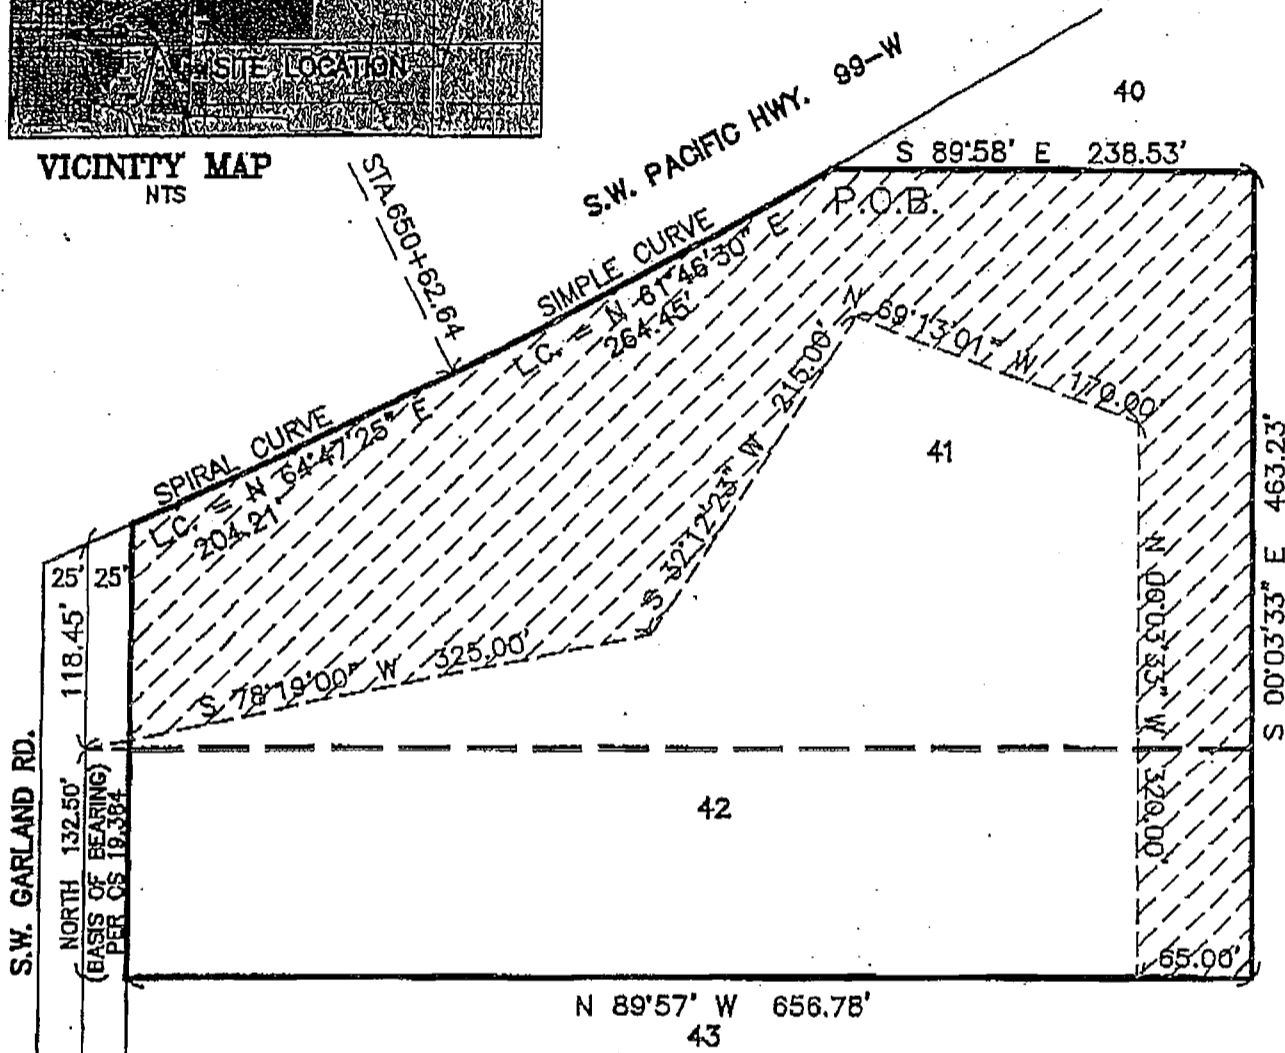 SITE LOCATION
VICINITY MAP
NTS
STA.650+62.64
S.W. PACIFIC HWY. 99-W
40
S 89°58' E 238.53'
P.O.B.
SIMPLE CURVE
L.C. = N 61°46'30" E
264.45'
SPIRAL CURVE
L.C. = N 64°47'25" E
204.21'
N 69°13'01" W 170.00'
S 32°12'23" W 215.00'
41
S 78°19'00" W 325.00'
N 00°03'33" W 320.00'
S 00°03'33" E 463.23'
25' 25'
118.45'
S.W. GARLAND RD.
NORTH 132.50'
(BASIS OF BEARING)
PER CS 19,384
42
65.00'
N 89°57' W 656.78'
43